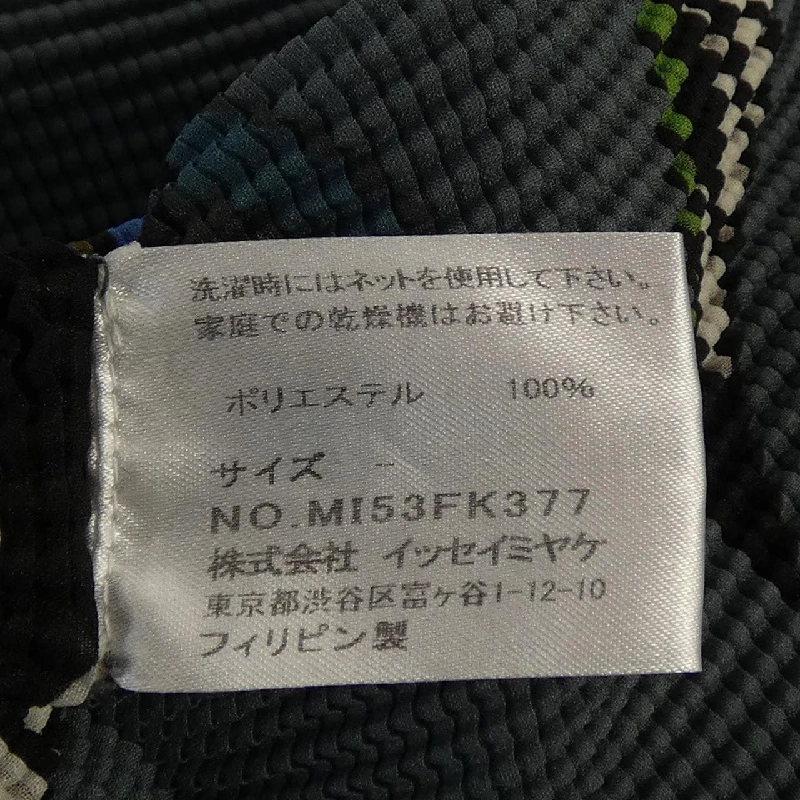 洗濯時にはネットを使用して下さい。
家庭での乾燥機はお避け下さい。
ポリエステル 100%
サイズ -
NO.MI53FK377
株式会社 イッセイミヤケ
東京都渋谷区富ヶ谷1-12-10
フィリピン製